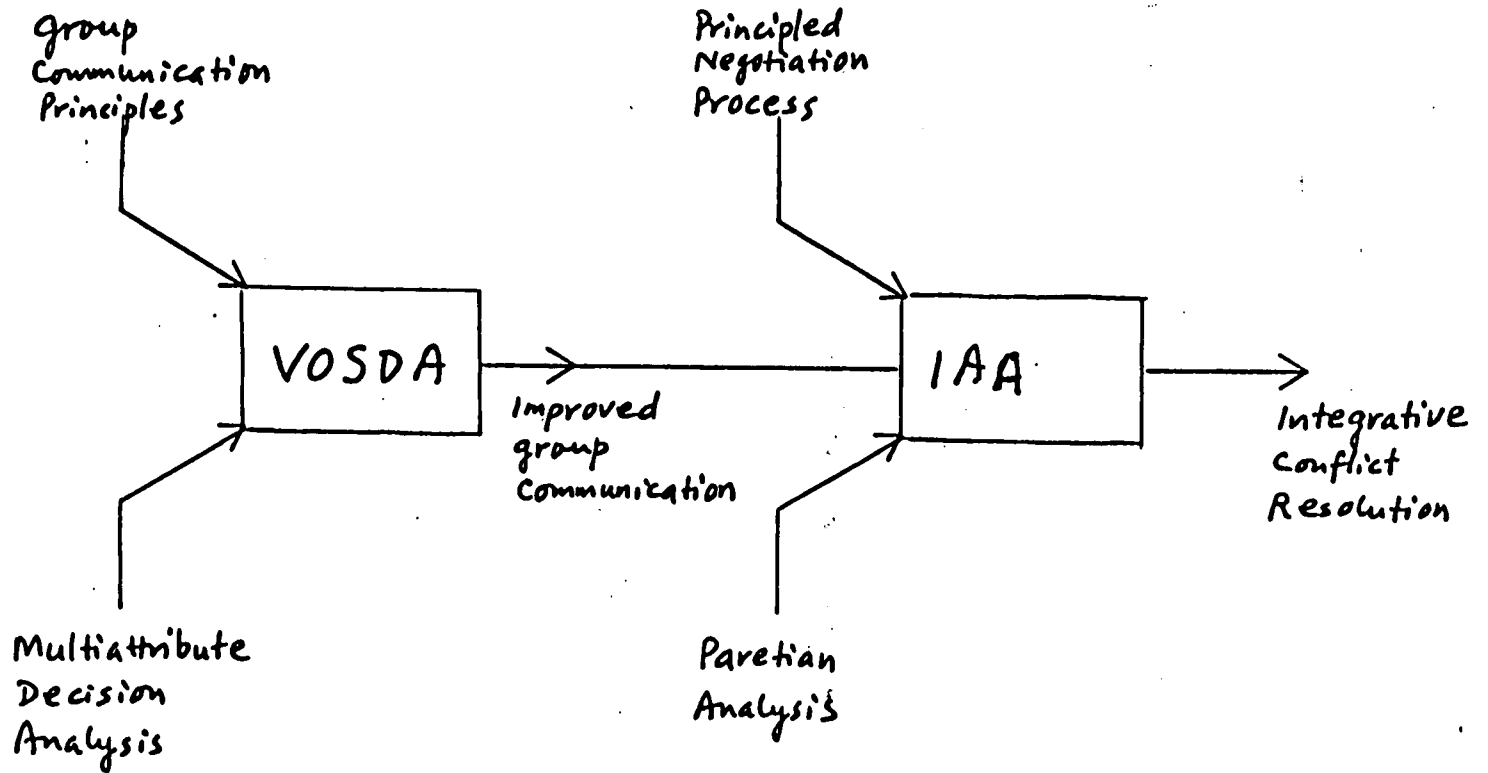 group
Communication
Principles
Principled
Negotiation
Process
VOSDA
IAA
Improved
group
Communication
Integrative
Conflict
Resolution
Multiattribute
Decision
Analysis
Paretian
Analysis